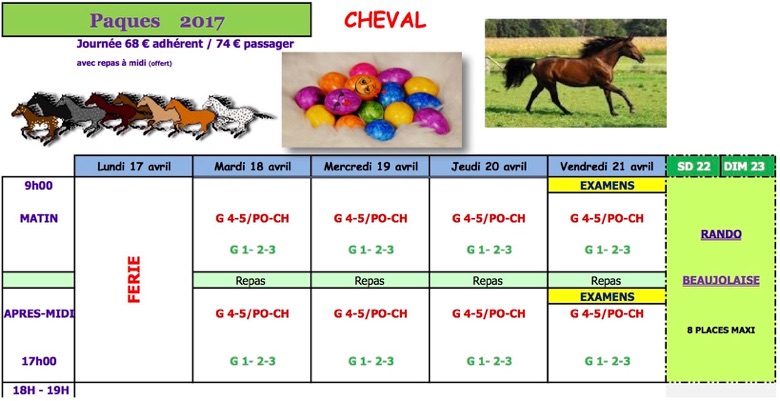 Paques 2017
CHEVAL
Journée 68 € adhérent / 74 € passager
avec repas à midi (offert)
Lundi 17 avril Mardi 18 avril Mercredi 19 avril Jeudi 20 avril Vendredi 21 avril SD 22 DIM 23
9h00 EXAMENS
MATIN G 4-5/PO-CH G 4-5/PO-CH G 4-5/PO-CH G 4-5/PO-CH
RANDO
G 1- 2-3 G 1- 2-3 G 1- 2-3 G 1- 2-3
FERIE
Repas Repas Repas Repas BEAUJOLAISE
EXAMENS
APRES-MIDI G 4-5/PO-CH G 4-5/PO-CH G 4-5/PO-CH G 4-5/PO-CH
8 PLACES MAXI
17h00 G 1- 2-3 G 1- 2-3 G 1- 2-3 G 1- 2-3
18H - 19H